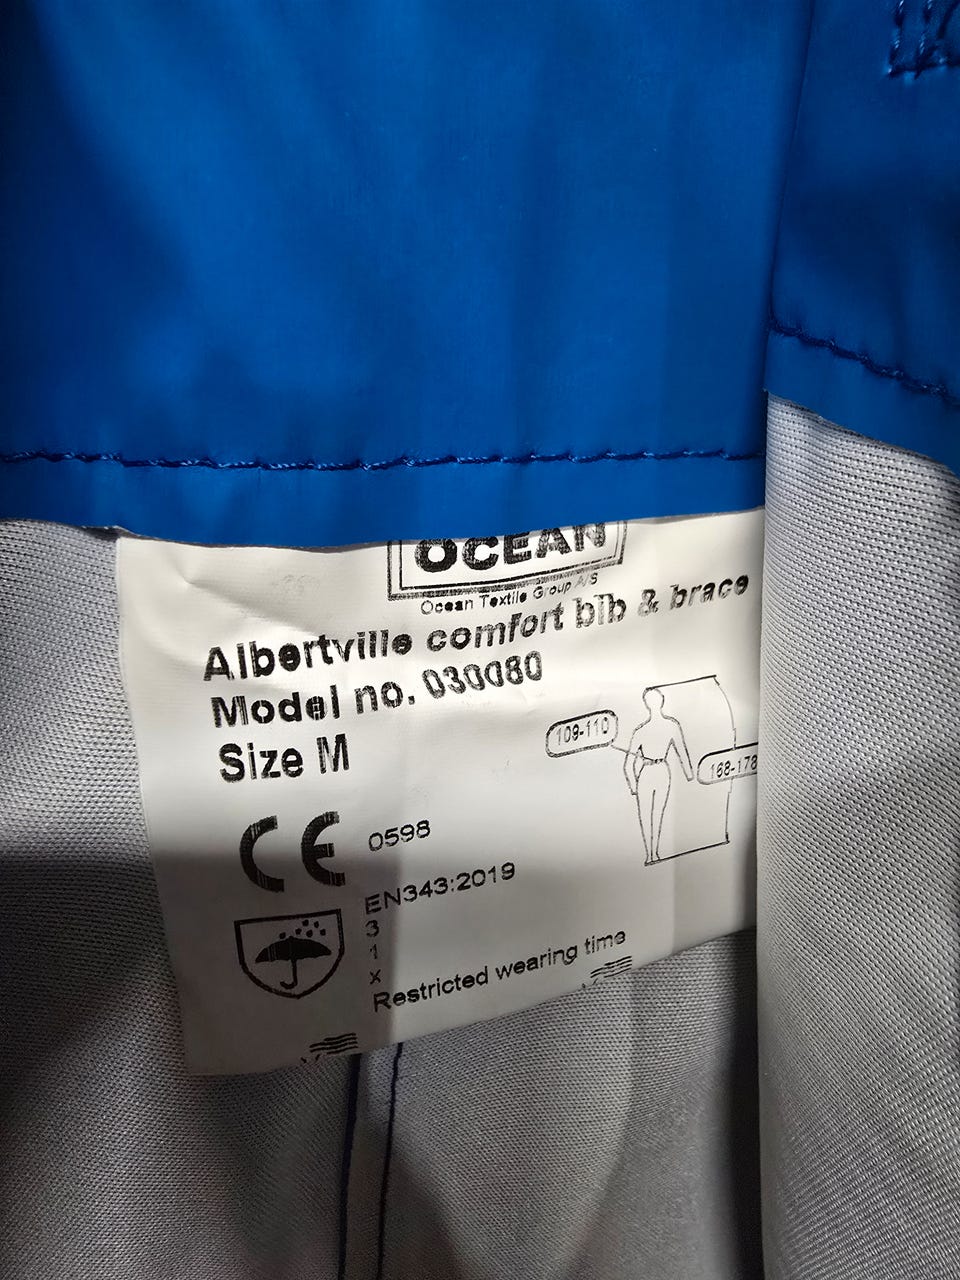 OCEAN
Ocean Textile Group A/S
Albertville comfort bib & brace
Model no. 030080
Size M
109-110
168-178
CE 0598
EN343:2019
3
1
x
Restricted wearing time